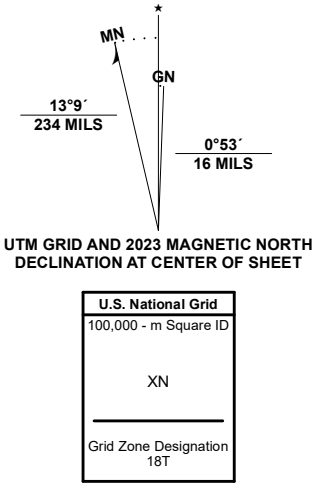 ★
MN
GN
13°9´
234 MILS
0°53´
16 MILS
UTM GRID AND 2023 MAGNETIC NORTH
DECLINATION AT CENTER OF SHEET
U.S. National Grid
100,000 - m Square ID
XN
Grid Zone Designation
18T